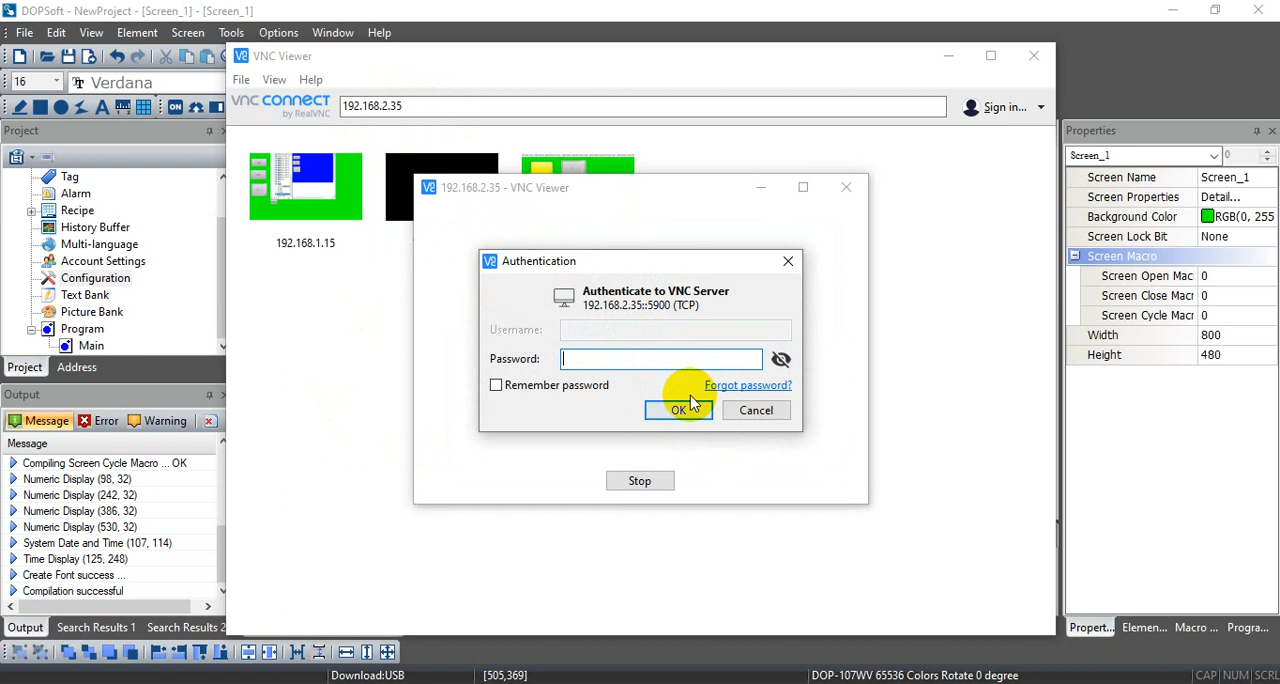 DOPSoft - NewProject - [Screen_1] - [Screen_1]
File Edit View Element Screen Tools Options Window Help
VNC Viewer
16 Verdana
File View Help
vnc connect
by RealVNC
192.168.2.35
Sign in...
Project
Tag
Alarm
Recipe
History Buffer
Multi-language
Account Settings
Configuration
Text Bank
Picture Bank
Program
Main
Project Address
192.168.1.15
192.168.2.35 - VNC Viewer
Authentication
Authenticate to VNC Server
192.168.2.35::5900 (TCP)
Username:
Password:
Remember password
Forgot password?
OK Cancel
Stop
Properties
Screen_1 0
Screen Name Screen_1
Screen Properties Detail...
Background Color RGB(0, 255
Screen Lock Bit None
Screen Macro
Screen Open Mac 0
Screen Close Macr 0
Screen Cycle Macr 0
Width 800
Height 480
Output
Message Error Warning
Message
Compiling Screen Cycle Macro ... OK
Numeric Display (98, 32)
Numeric Display (242, 32)
Numeric Display (386, 32)
Numeric Display (530, 32)
System Date and Time (107, 114)
Time Display (125, 248)
Create Font success ...
Compilation successful
Output Search Results 1 Search Results 2
Propert... Elemen... Macro ... Progra...
Download:USB [505,369] DOP-107WV 65536 Colors Rotate 0 degree CAP NUM SCRL